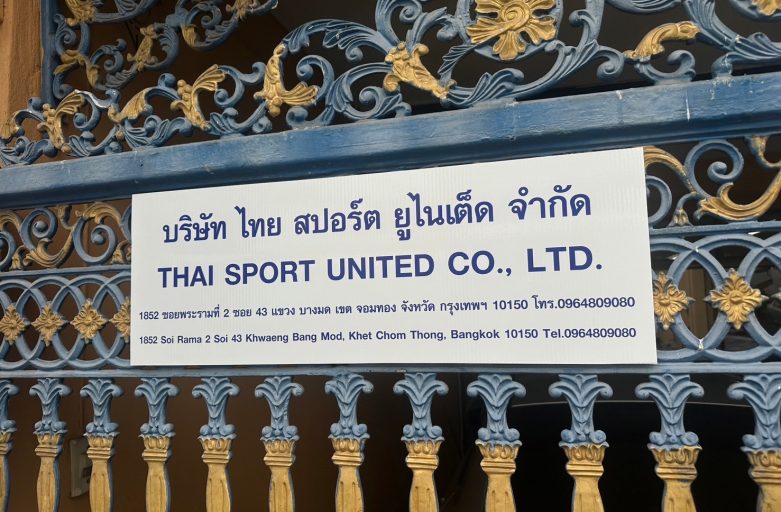 บริษัท ไทย สปอร์ต ยูไนเต็ด จำกัด
THAI SPORT UNITED CO., LTD.
1852 ซอยพระรามที่ 2 ซอย 43 แขวง บางมด เขต จอมทอง จังหวัด กรุงเทพฯ 10150 โทร.0964809080
1852 Soi Rama 2 Soi 43 Khwaeng Bang Mod, Khet Chom Thong, Bangkok 10150 Tel.0964809080